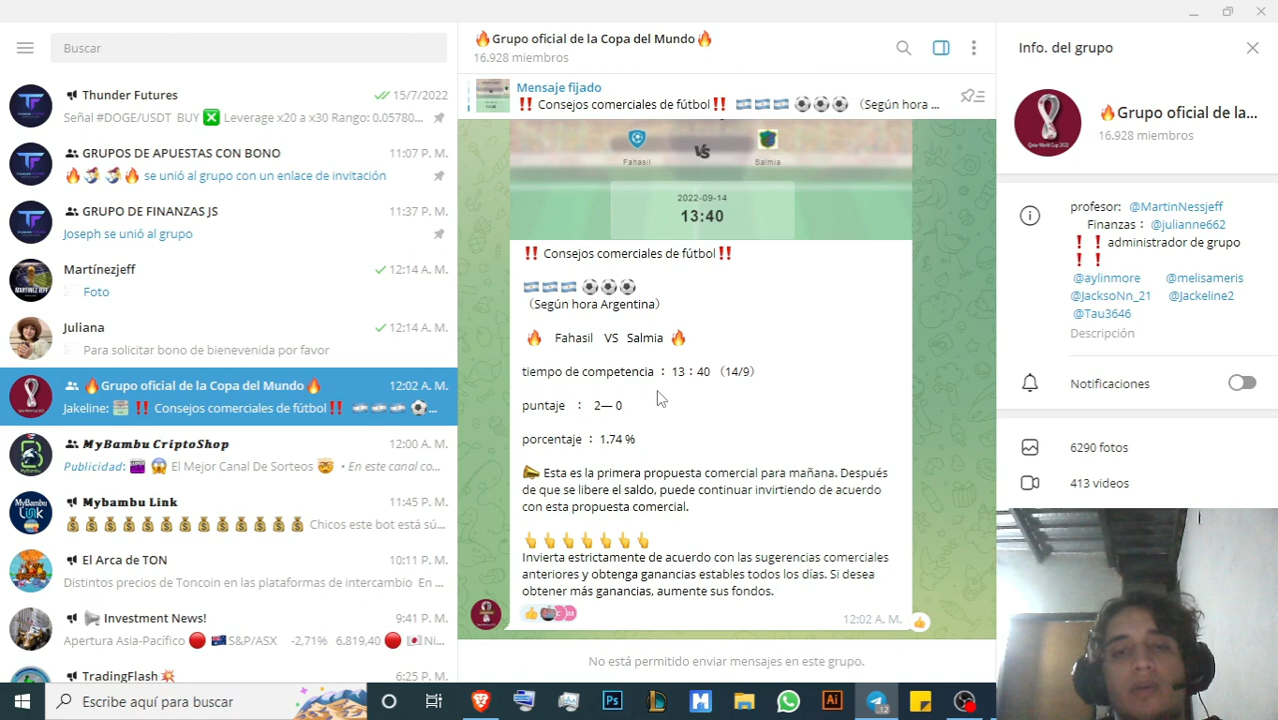 Buscar
Thunder Futures
15/7/2022
Señal #DOGE/USDT BUY ❎ Leverage x20 a x30 Rango: 0.05780...
GRUPOS DE APUESTAS CON BONO
11:07 P. M.
se unió al grupo con un enlace de invitación
GRUPO DE FINANZAS JS
11:37 P. M.
Joseph se unió al grupo
Martínezjeff
12:14 A. M.
Foto
Juliana
12:14 A. M.
Para solicitar bono de bienevenida por favor
🔥Grupo oficial de la Copa del Mundo🔥
12:02 A. M.
Jakeline: ‼️ Consejos comerciales de fútbol‼️ 🇦🇷🇦🇷🇦🇷 ⚽...
MyBambu CriptoShop
12:00 A. M.
Publicidad: 😱 El Mejor Canal De Sorteos 🤯 • En este canal co...
Mybambu Link
11:45 P. M.
💰💰💰💰💰💰💰💰💰💰💰💰💰 Chicos este bot está sú...
El Arca de TON
10:11 P. M.
Distintos precios de Toncoin en las plataformas de intercambio En ...
Investment News!
9:41 P. M.
Apertura Asia-Pacífico 🔴 🇦🇺S&P/ASX -2,71% 6.819,40 🔴 🇯🇵Ni...
TradingFlash💥
6:25 P. M.
🔥Grupo oficial de la Copa del Mundo🔥
16.928 miembros
Mensaje fijado
‼️ Consejos comerciales de fútbol‼️ 🇦🇷🇦🇷🇦🇷 ⚽⚽⚽ （Según hora ...
Fahasil
VS
Salmia
2022-09-14
13:40
‼️ Consejos comerciales de fútbol‼️
🇦🇷🇦🇷🇦🇷 ⚽⚽⚽
（Según hora Argentina）
🔥 Fahasil VS Salmia 🔥
tiempo de competencia：13：40 （14/9）
puntaje ： 2— 0
porcentaje：1.74 %
📣 Esta es la primera propuesta comercial para mañana. Después
de que se libere el saldo, puede continuar invirtiendo de acuerdo
con esta propuesta comercial.
👆👆👆👆👆👆👆
Invierta estrictamente de acuerdo con las sugerencias comerciales
anteriores y obtenga ganancias estables todos los días. Si desea
obtener más ganancias, aumente sus fondos.
12:02 A. M.
No está permitido enviar mensajes en este grupo.
Info. del grupo
🔥Grupo oficial de la...
16.928 miembros
profesor: @MartinNessjeff
Finanzas： @julianne662
❗ ❗ administrador de grupo
❗ ❗
@aylinmore @melisameris
@JacksoNn_21 @Jackeline2
@Tau3646
Descripción
Notificaciones
6290 fotos
413 videos
Escribe aquí para buscar
Ps
Ai
12